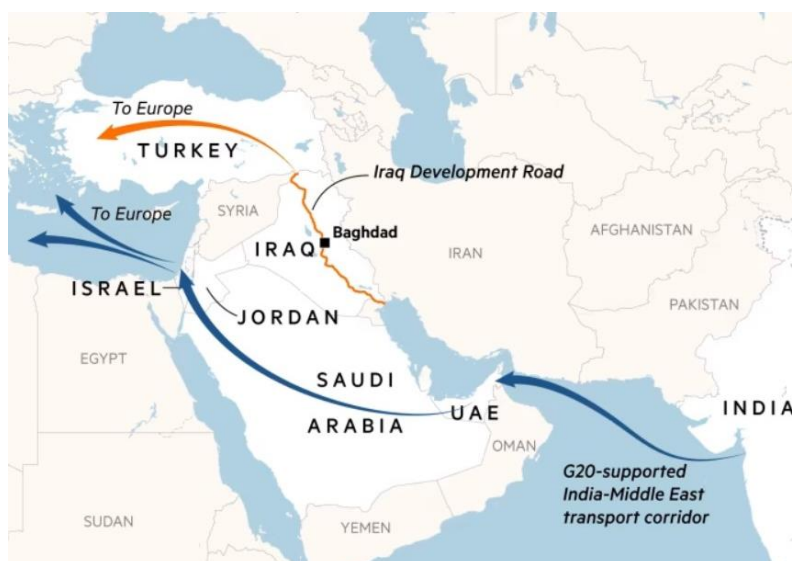 To Europe
TURKEY
Iraq Development Road
SYRIA
To Europe
Baghdad
IRAQ
IRAN
AFGHANISTAN
ISRAEL
JORDAN
PAKISTAN
EGYPT
SAUDI
ARABIA
UAE
INDIA
OMAN
G20-supported
India-Middle East
transport corridor
SUDAN
YEMEN